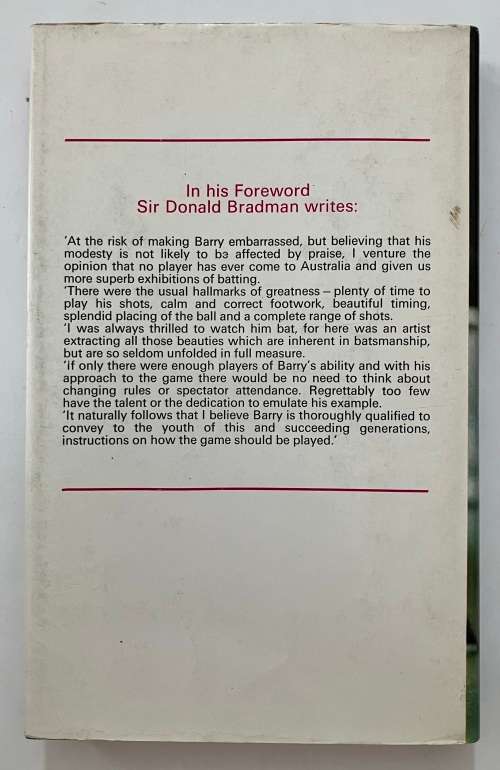 In his Foreword
Sir Donald Bradman writes:
'At the risk of making Barry embarrassed, but believing that his
modesty is not likely to be affected by praise, I venture the
opinion that no player has ever come to Australia and given us
more superb exhibitions of batting.
'There were the usual hallmarks of greatness – plenty of time to
play his shots, calm and correct footwork, beautiful timing,
splendid placing of the ball and a complete range of shots.
'I was always thrilled to watch him bat, for here was an artist
extracting all those beauties which are inherent in batsmanship,
but are so seldom unfolded in full measure.
'If only there were enough players of Barry's ability and with his
approach to the game there would be no need to think about
changing rules or spectator attendance. Regrettably too few
have the talent or the dedication to emulate his example.
'It naturally follows that I believe Barry is thoroughly qualified to
convey to the youth of this and succeeding generations,
instructions on how the game should be played.'